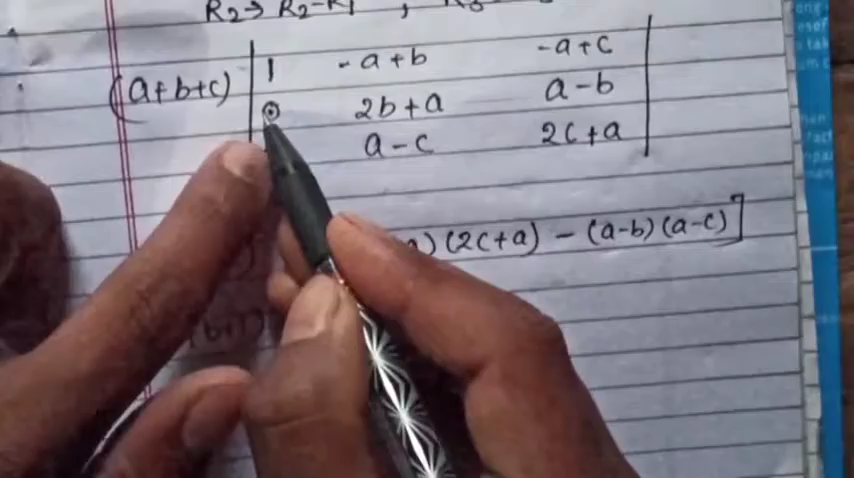 R2→ R2-R1 ,
(a+b+c) | 1 -a+b -a+c |
0 2b+a a-b
a-c 2c+a
) (2c+a) - (a-b) (a-c)]